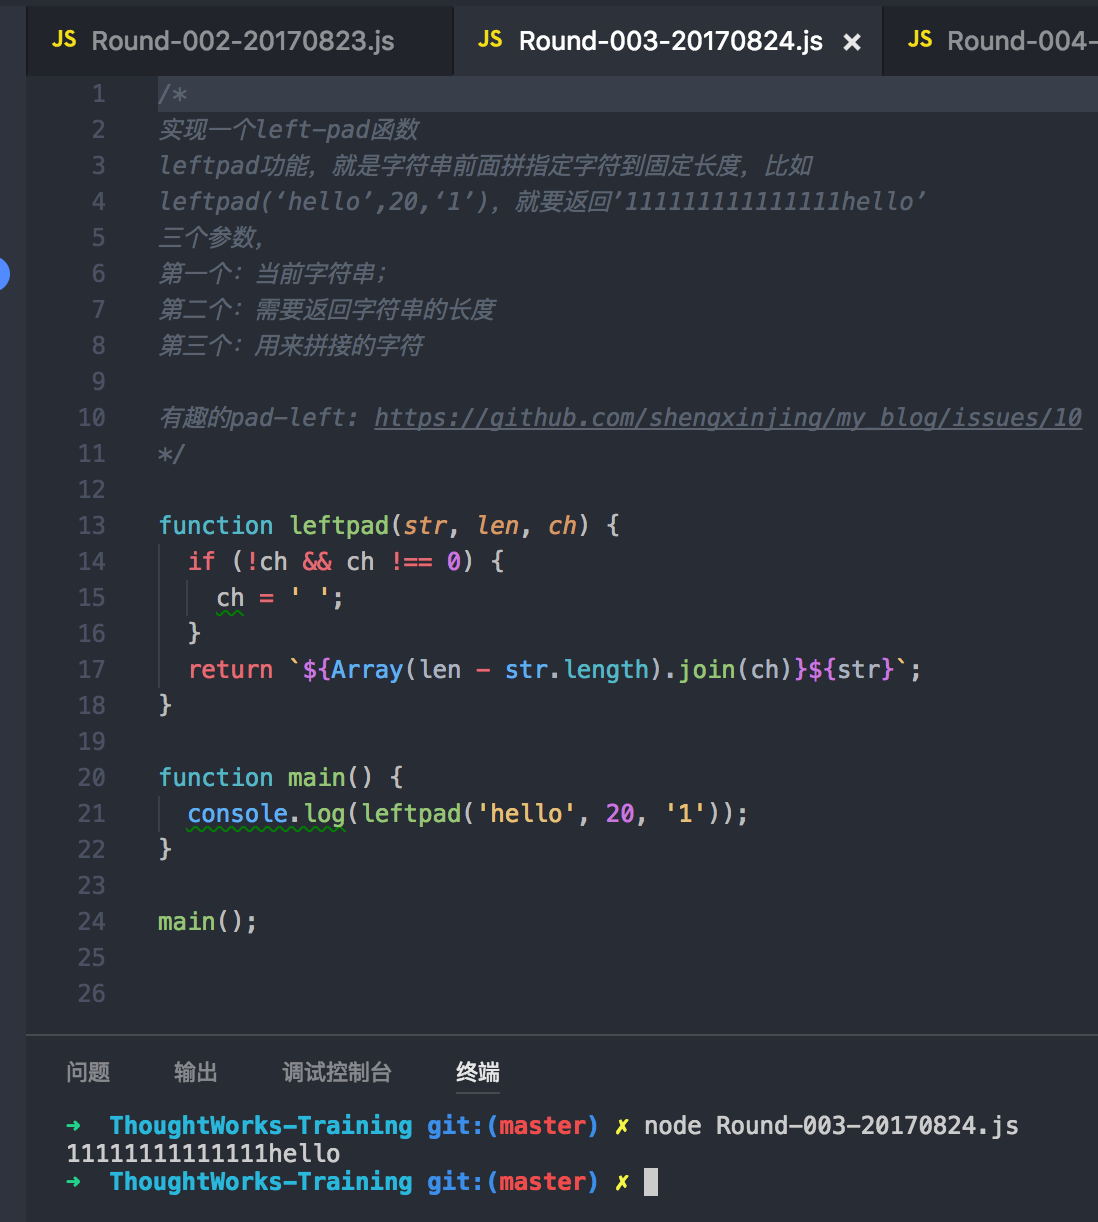 JS Round-002-20170823.js JS Round-003-20170824.js × JS Round-004-
1 /*
2 实现一个left-pad函数
3 leftpad功能，就是字符串前面拼指定字符到固定长度，比如
4 leftpad(‘hello’,20,‘1’)，就要返回’111111111111111hello’
5 三个参数，
6 第一个：当前字符串；
7 第二个：需要返回字符串的长度
8 第三个：用来拼接的字符
9
10 有趣的pad-left: https://github.com/shengxinjing/my_blog/issues/10
11 */
12
13 function leftpad(str, len, ch) {
14 if (!ch && ch !== 0) {
15 ch = ' ';
16 }
17 return `${Array(len - str.length).join(ch)}${str}`;
18 }
19
20 function main() {
21 console.log(leftpad('hello', 20, '1'));
22 }
23
24 main();
25
26
问题 输出 调试控制台 终端
➜ ThoughtWorks-Training git:(master) ✗ node Round-003-20170824.js
11111111111111hello
➜ ThoughtWorks-Training git:(master) ✗